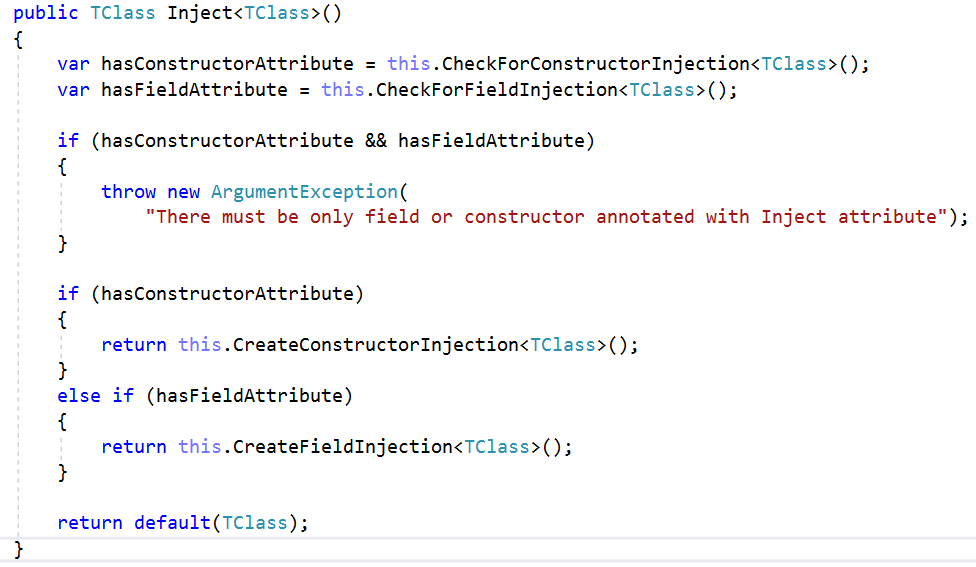 public TClass Inject<TClass>()
{
    var hasConstructorAttribute = this.CheckForConstructorInjection<TClass>();
    var hasFieldAttribute = this.CheckForFieldInjection<TClass>();

    if (hasConstructorAttribute && hasFieldAttribute)
    {
        throw new ArgumentException(
            "There must be only field or constructor annotated with Inject attribute");
    }

    if (hasConstructorAttribute)
    {
        return this.CreateConstructorInjection<TClass>();
    }
    else if (hasFieldAttribute)
    {
        return this.CreateFieldInjection<TClass>();
    }

    return default(TClass);
}